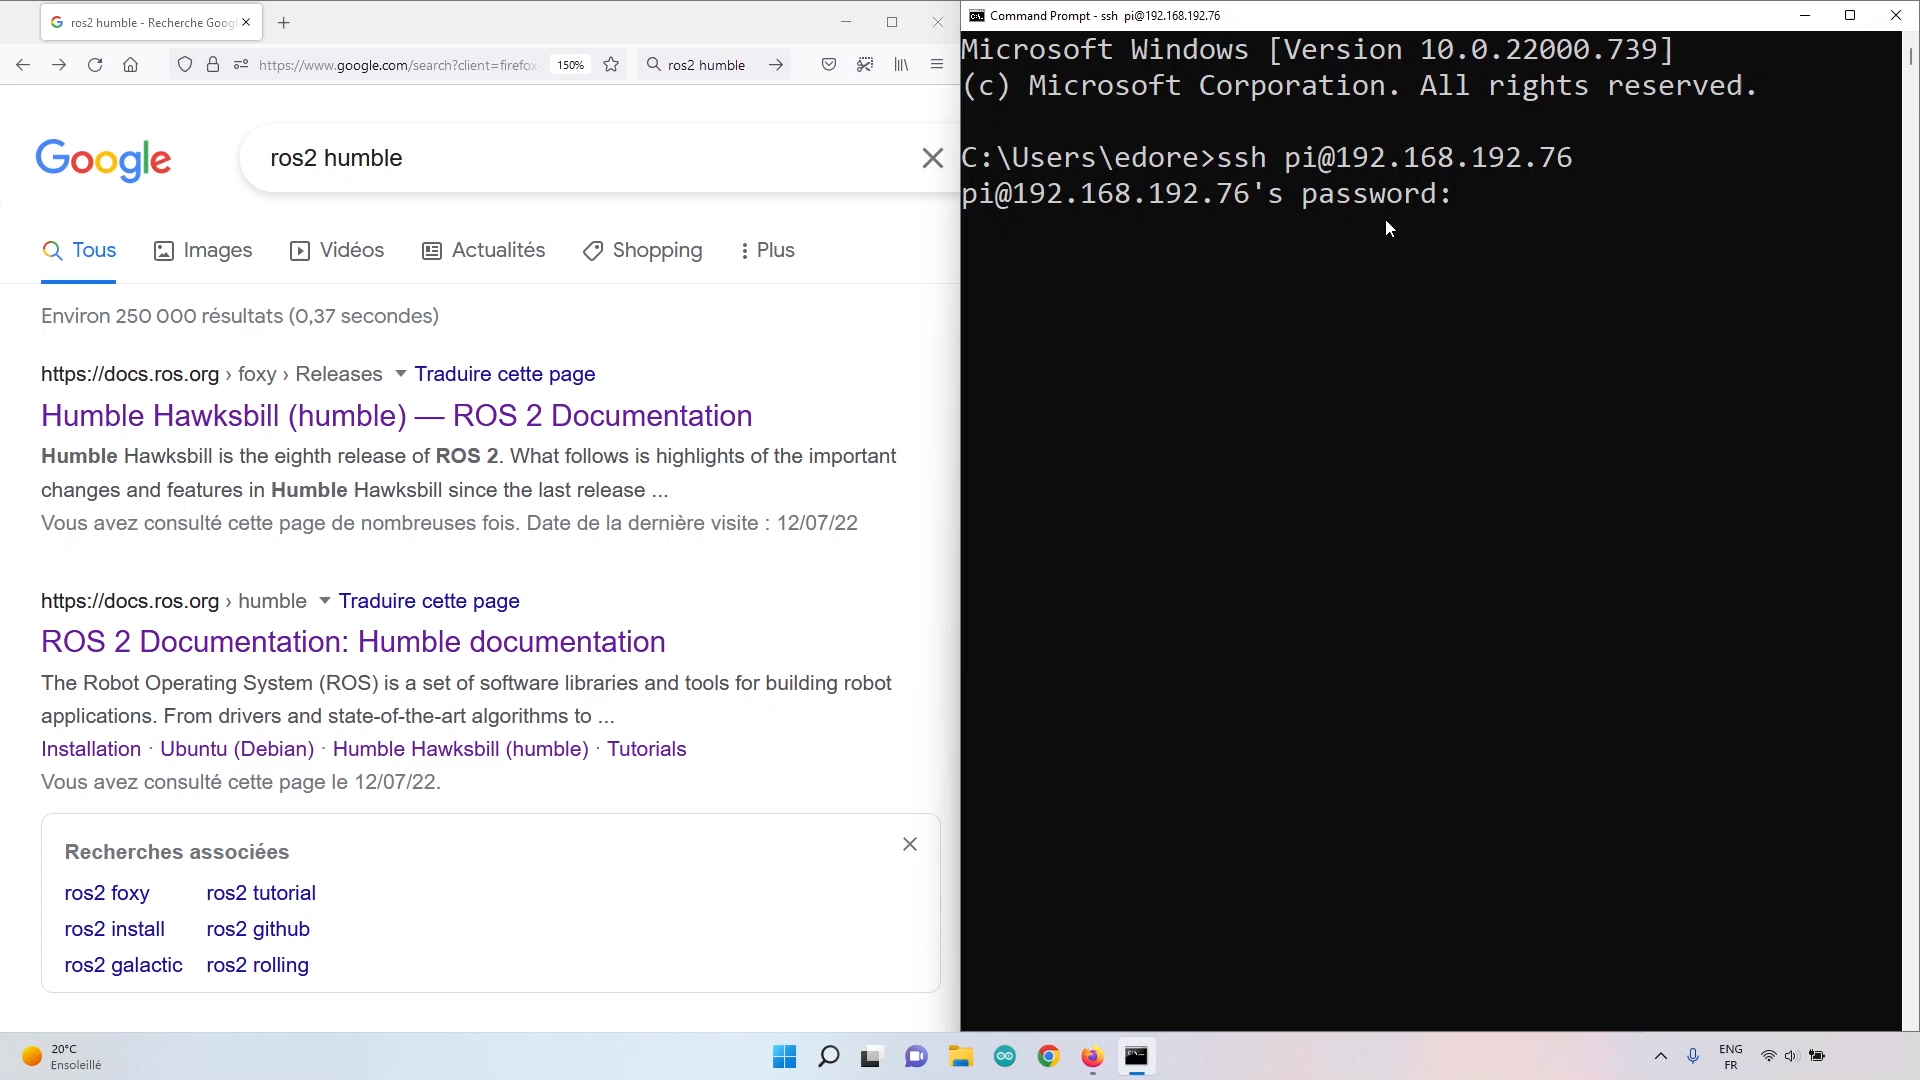 ros2 humble - Recherche Goog
https://www.google.com/search?client=firefox-
150%
ros2 humble
Google
ros2 humble
Tous
Images
Vidéos
Actualités
Shopping
Plus
Environ 250 000 résultats (0,37 secondes)
https://docs.ros.org › foxy › Releases
Traduire cette page
Humble Hawksbill (humble) — ROS 2 Documentation
Humble Hawksbill is the eighth release of ROS 2. What follows is highlights of the important
changes and features in Humble Hawksbill since the last release ...
Vous avez consulté cette page de nombreuses fois. Date de la dernière visite : 12/07/22
https://docs.ros.org › humble
Traduire cette page
ROS 2 Documentation: Humble documentation
The Robot Operating System (ROS) is a set of software libraries and tools for building robot
applications. From drivers and state-of-the-art algorithms to ...
Installation · Ubuntu (Debian) · Humble Hawksbill (humble) · Tutorials
Vous avez consulté cette page le 12/07/22.
Recherches associées
ros2 foxy
ros2 tutorial
ros2 install
ros2 github
ros2 galactic
ros2 rolling
Command Prompt - ssh pi@192.168.192.76
Microsoft Windows [Version 10.0.22000.739]
(c) Microsoft Corporation. All rights reserved.
C:\Users\edore>ssh pi@192.168.192.76
pi@192.168.192.76's password:
20°C
Ensoleillé
ENG
FR